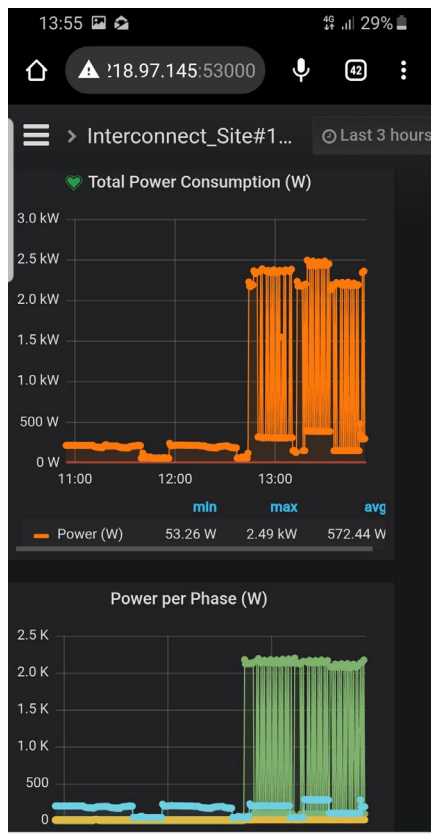 13:55 4G 29%
218.97.145:53000 42
> Interconnect_Site#1... Last 3 hours
Total Power Consumption (W)
3.0 kW
2.5 kW
2.0 kW
1.5 kW
1.0 kW
500 W
0 W
11:00 12:00 13:00
min max avg
Power (W) 53.26 W 2.49 kW 572.44 W
Power per Phase (W)
2.5 K
2.0 K
1.5 K
1.0 K
500
0